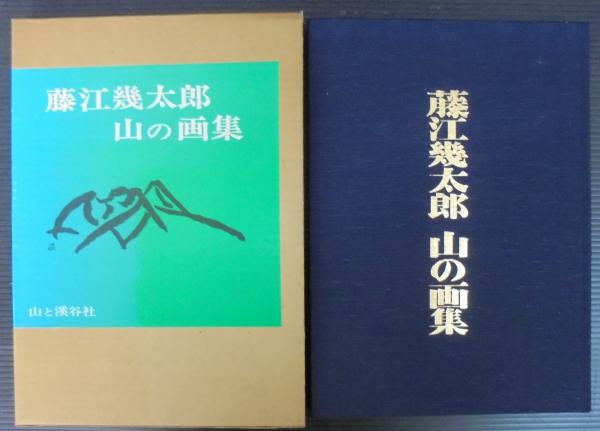 藤江幾太郎
山の画集
山と溪谷社
藤江幾太郎 山の画集